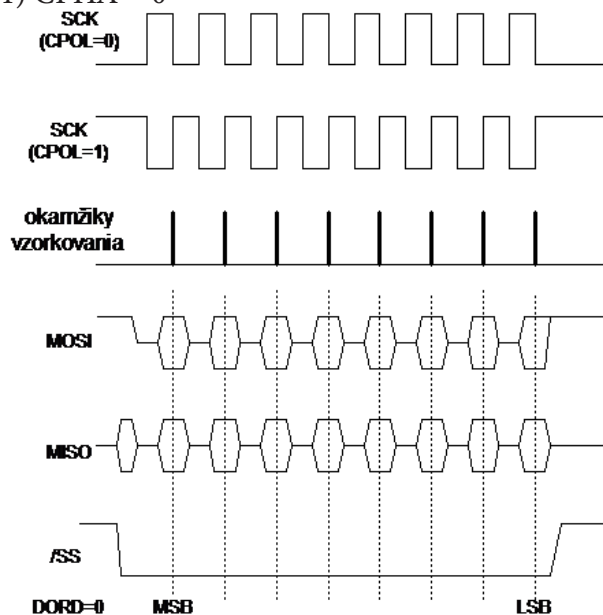 1) CPHA = 0
SCK
(CPOL=0)
SCK
(CPOL=1)
okamžiky
vzorkovania
MOSI
MISO
/SS
DORD=0 MSB LSB